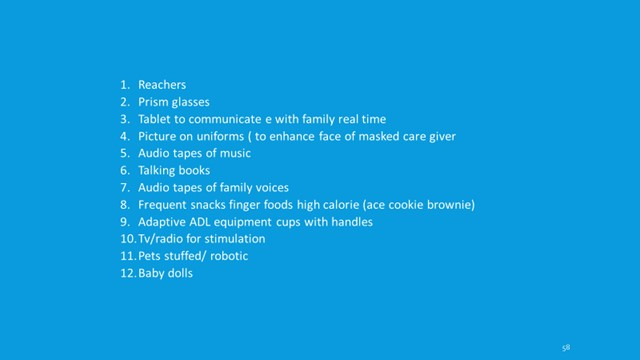 1. Reachers
2. Prism glasses
3. Tablet to communicate e with family real time
4. Picture on uniforms ( to enhance face of masked care giver
5. Audio tapes of music
6. Talking books
7. Audio tapes of family voices
8. Frequent snacks finger foods high calorie (ace cookie brownie)
9. Adaptive ADL equipment cups with handles
10.Tv/radio for stimulation
11.Pets stuffed/ robotic
12.Baby dolls
58